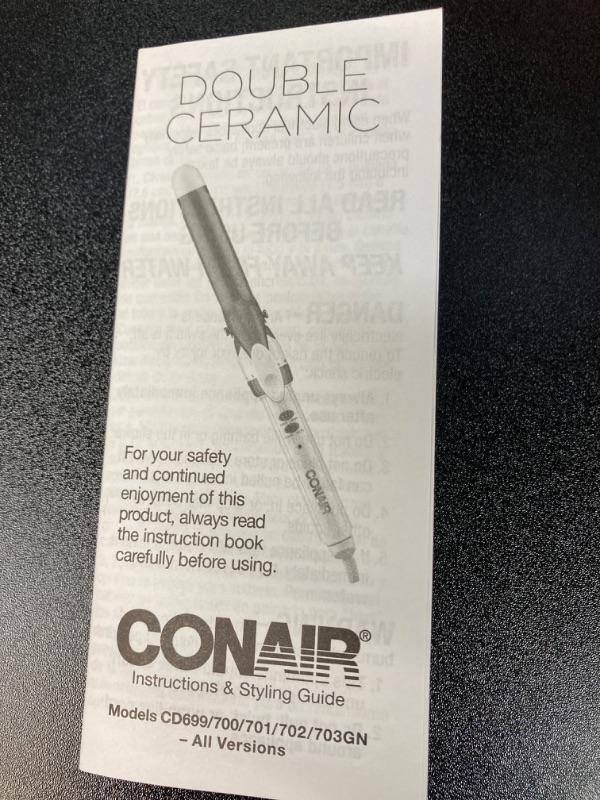 DOUBLE
CERAMIC
CONAIR
For your safety
and continued
enjoyment of this
product, always read
the instruction book
carefully before using.
CONAIR®
Instructions & Styling Guide
Models CD699/700/701/702/703GN
– All Versions